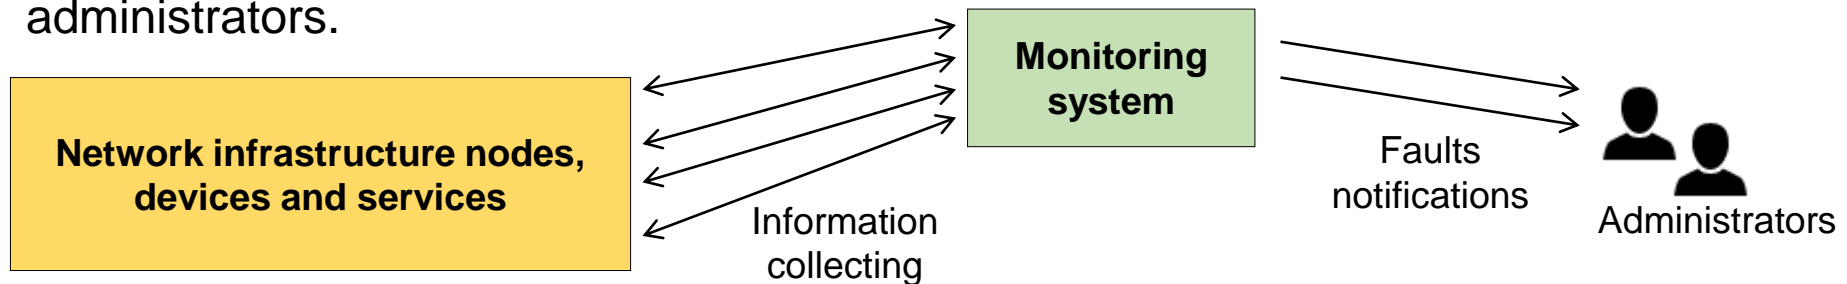 administrators.
Monitoring
system
Network infrastructure nodes,
devices and services
Information
collecting
Faults
notifications
Administrators